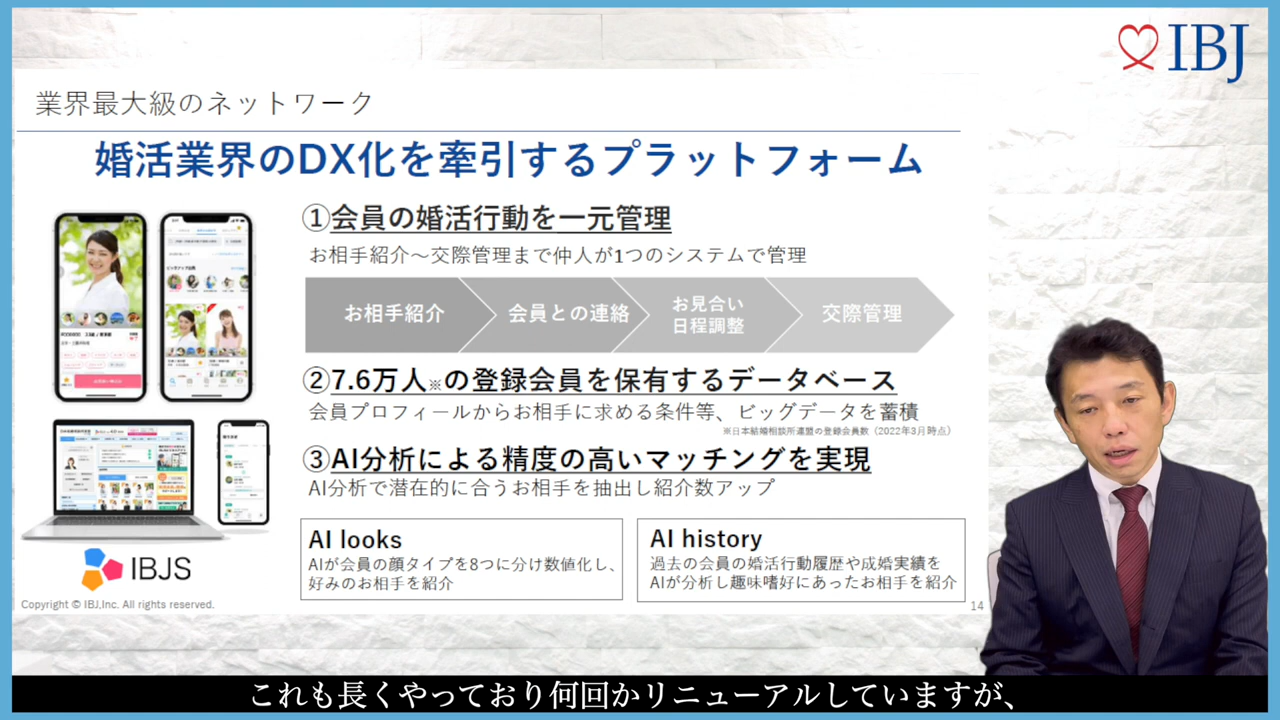 IBJ
業界最大級のネットワーク
婚活業界のDX化を牽引するプラットフォーム
①会員の婚活行動を一元管理
お相手紹介～交際管理まで仲人が1つのシステムで管理
お相手紹介
会員との連絡
お見合い
日程調整
交際管理
②7.6万人※の登録会員を保有するデータベース
会員プロフィールからお相手に求める条件等、ビッグデータを蓄積
※日本結婚相談所連盟の登録会員数（2022年3月時点）
③AI分析による精度の高いマッチングを実現
AI分析で潜在的に合うお相手を抽出し紹介数アップ
AI looks
AIが会員の顔タイプを8つに分け数値化し、
好みのお相手を紹介
AI history
過去の会員の婚活行動履歴や成婚実績を
AIが分析し趣味嗜好にあったお相手を紹介
IBJS
Copyright © IBJ,Inc. All rights reserved.
14
これも長くやっており何回かリニューアルしていますが、